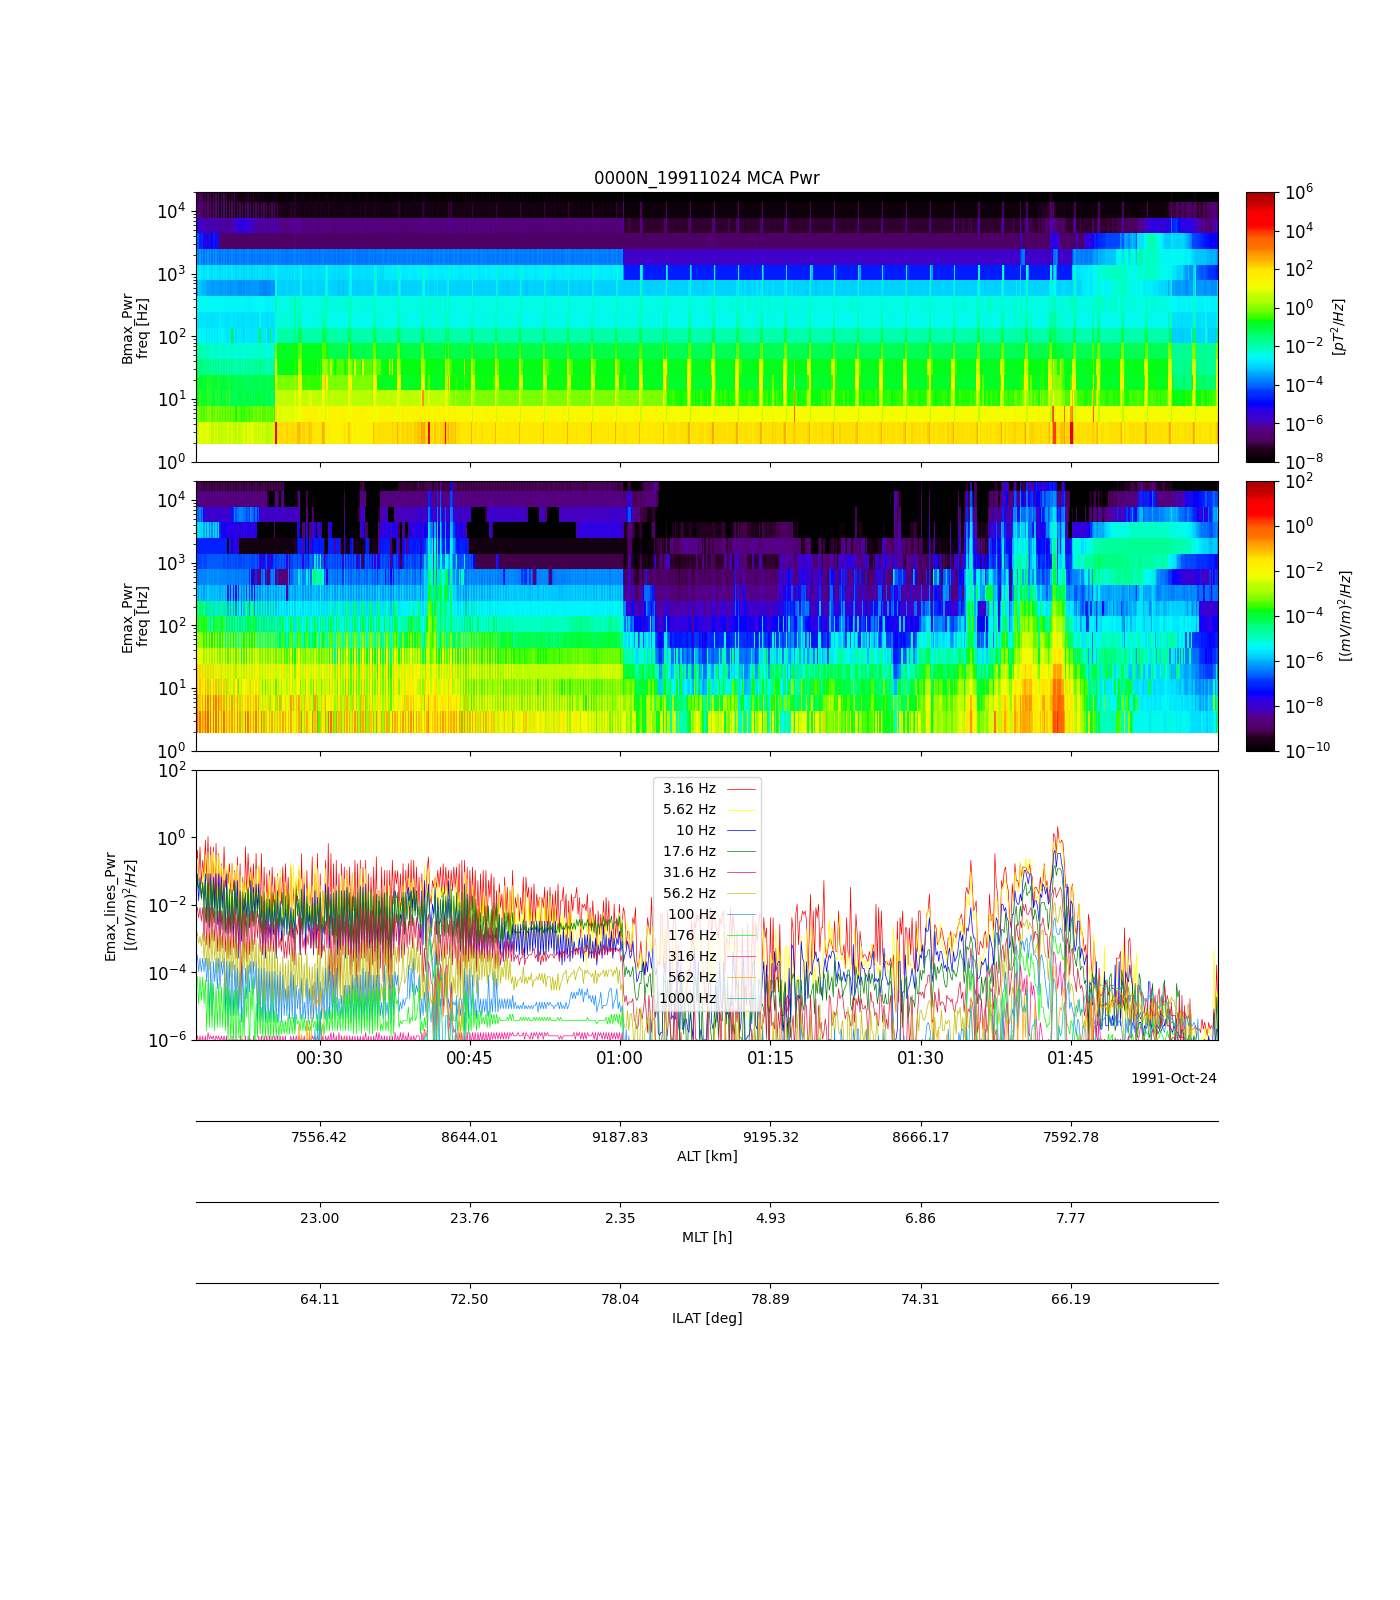 0000N_19911024 MCA Pwr
Bmax_Pwr
freq [Hz]
10^4
10^3
10^2
10^1
10^0
10^6
10^4
10^2
10^0
10^-2
10^-4
10^-6
10^-8
[pT^2/Hz]
Emax_Pwr
freq [Hz]
10^4
10^3
10^2
10^1
10^0
10^2
10^0
10^-2
10^-4
10^-6
10^-8
10^-10
[(mV/m)^2/Hz]
Emax_lines_Pwr
[(mV/m)^2/Hz]
10^2
10^0
10^-2
10^-4
10^-6
3.16 Hz
5.62 Hz
10 Hz
17.6 Hz
31.6 Hz
56.2 Hz
100 Hz
176 Hz
316 Hz
562 Hz
1000 Hz
00:30 00:45 01:00 01:15 01:30 01:45
1991-Oct-24
7556.42 8644.01 9187.83 9195.32 8666.17 7592.78
ALT [km]
23.00 23.76 2.35 4.93 6.86 7.77
MLT [h]
64.11 72.50 78.04 78.89 74.31 66.19
ILAT [deg]